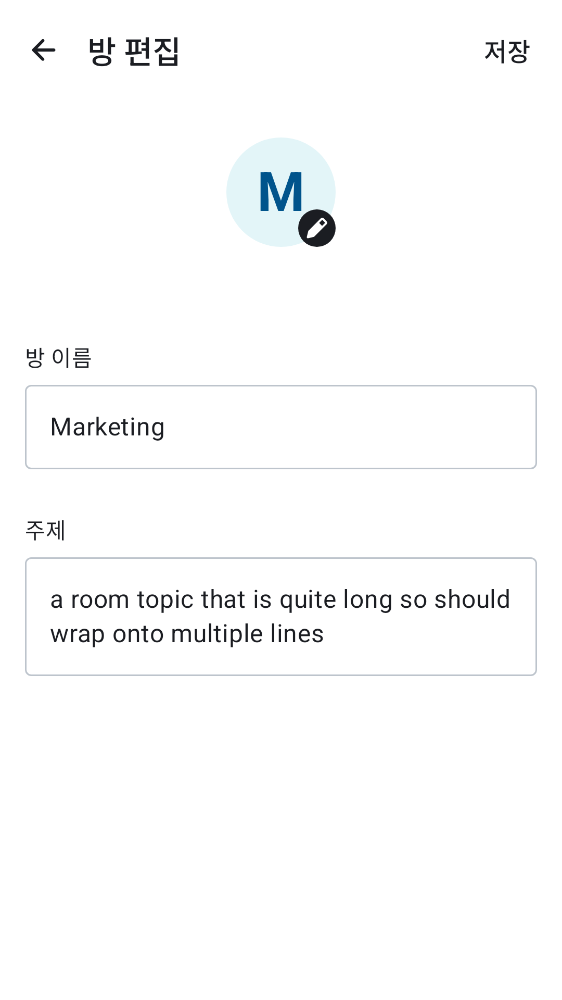 방 편집
저장
M
방 이름
Marketing
주제
a room topic that is quite long so should
wrap onto multiple lines